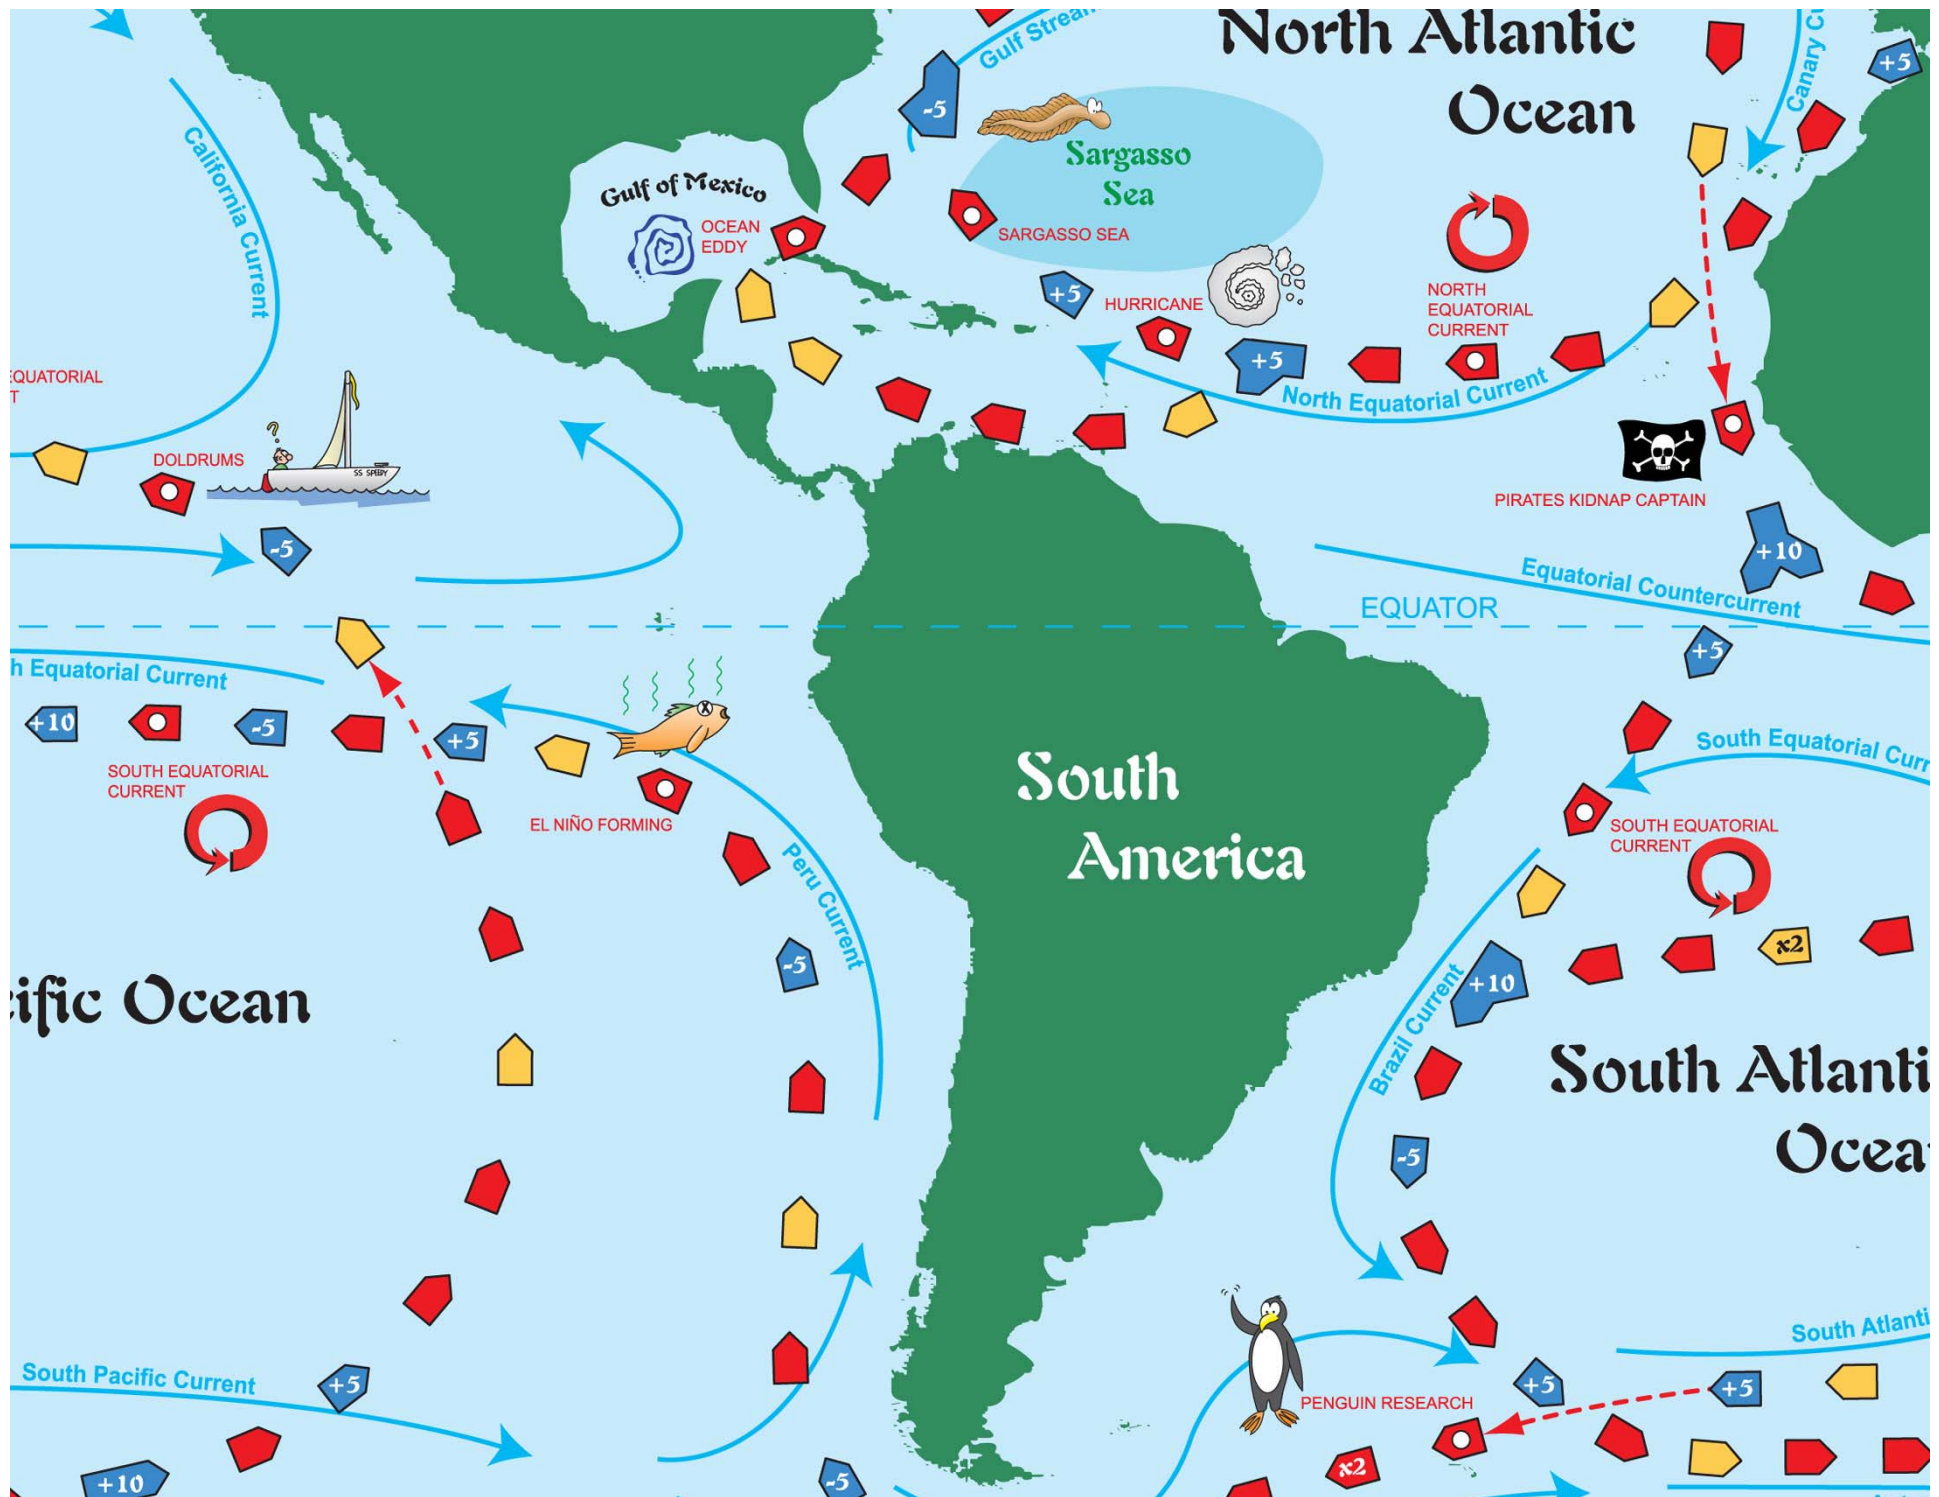 North Atlantic
Ocean
Gulf Stream
Canary
+5
-5
Sargasso
Sea
Gulf of Mexico
OCEAN
EDDY
SARGASSO SEA
California Current
+5
HURRICANE
NORTH
EQUATORIAL
CURRENT
+5
North Equatorial Current
EQUATORIAL
T
DOLDRUMS
?
SS SPEEDY
PIRATES KIDNAP CAPTAIN
-5
+10
Equatorial Countercurrent
EQUATOR
+5
h Equatorial Current
+10
-5
+5
SOUTH EQUATORIAL
CURRENT
EL NIÑO FORMING
X
South
America
South Equatorial Curr
SOUTH EQUATORIAL
CURRENT
Peru Current
-5
x2
+10
Brazil Current
cific Ocean
South Atlanti
Ocea
-5
South Atlanti
South Pacific Current
+5
PENGUIN RESEARCH
+5
+5
x2
+10
-5